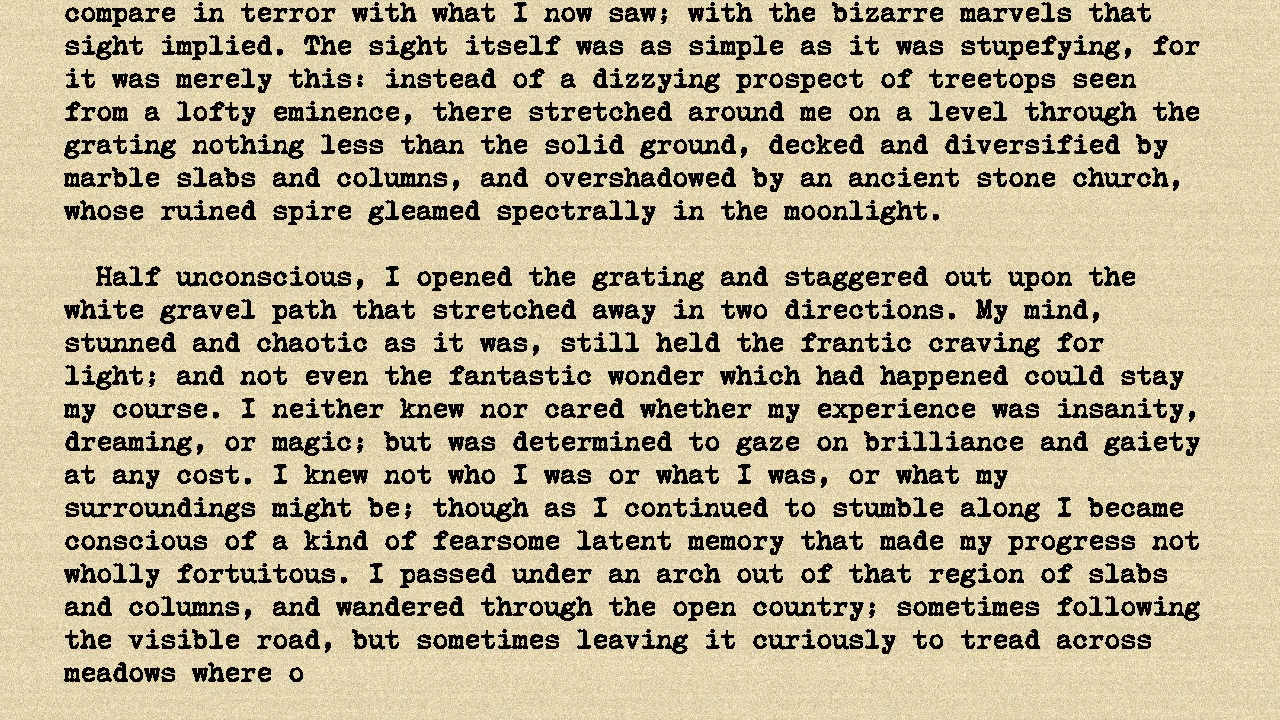 compare in terror with what I now saw; with the bizarre marvels that
sight implied. The sight itself was as simple as it was stupefying, for
it was merely this: instead of a dizzying prospect of treetops seen
from a lofty eminence, there stretched around me on a level through the
grating nothing less than the solid ground, decked and diversified by
marble slabs and columns, and overshadowed by an ancient stone church,
whose ruined spire gleamed spectrally in the moonlight.
Half unconscious, I opened the grating and staggered out upon the
white gravel path that stretched away in two directions. My mind,
stunned and chaotic as it was, still held the frantic craving for
light; and not even the fantastic wonder which had happened could stay
my course. I neither knew nor cared whether my experience was insanity,
dreaming, or magic; but was determined to gaze on brilliance and gaiety
at any cost. I knew not who I was or what I was, or what my
surroundings might be; though as I continued to stumble along I became
conscious of a kind of fearsome latent memory that made my progress not
wholly fortuitous. I passed under an arch out of that region of slabs
and columns, and wandered through the open country; sometimes following
the visible road, but sometimes leaving it curiously to tread across
meadows where o